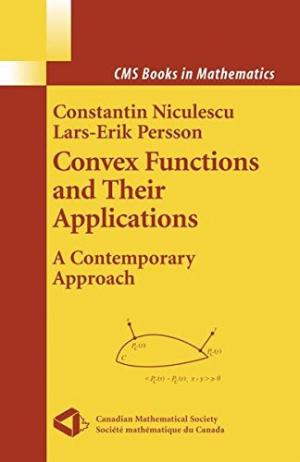 CMS Books in Mathematics
Constantin Niculescu
Lars-Erik Persson
Convex Functions
and Their
Applications
A Contemporary
Approach
C
Canadian Mathematical Society
Société mathématique du Canada